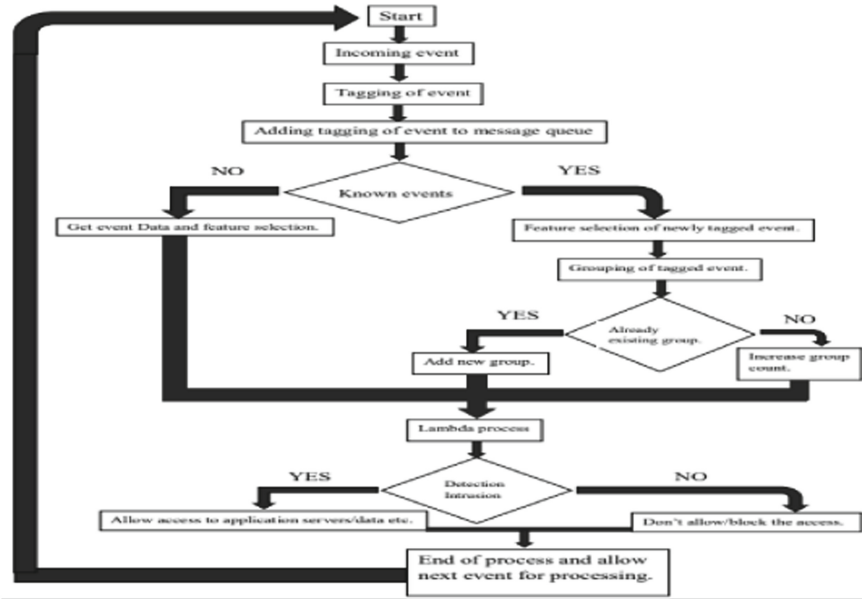 Start
Incoming event
Tagging of event
Adding tagging of event to message queue
NO
YES
Known events
Get event Data and feature selection.
Feature selection of newly tagged event.
Grouping of tagged event.
YES
NO
Already
existing group.
Add new group.
Increase group
count.
Lambda process
YES
NO
Detection
Intrusion
Allow access to application servers/data etc.
Don't allow/block the access.
End of process and allow
next event for processing.